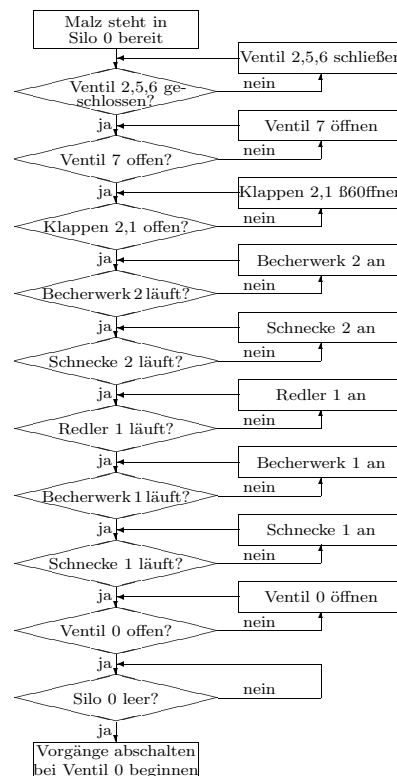 Malz steht in
Silo 0 bereit
Ventil 2,5,6 schließen
Ventil 2,5,6 ge-
schlossen?
nein
ja
Ventil 7 öffnen
Ventil 7 offen?
nein
ja
Klappen 2,1 ß60ffnen
Klappen 2,1 offen?
nein
ja
Becherwerk 2 an
Becherwerk 2 läuft?
nein
ja
Schnecke 2 an
Schnecke 2 läuft?
nein
ja
Redler 1 an
Redler 1 läuft?
nein
ja
Becherwerk 1 an
Becherwerk 1 läuft?
nein
ja
Schnecke 1 an
Schnecke 1 läuft?
nein
ja
Ventil 0 öffnen
Ventil 0 offen?
nein
ja
Silo 0 leer?
nein
ja
Vorgänge abschalten
bei Ventil 0 beginnen